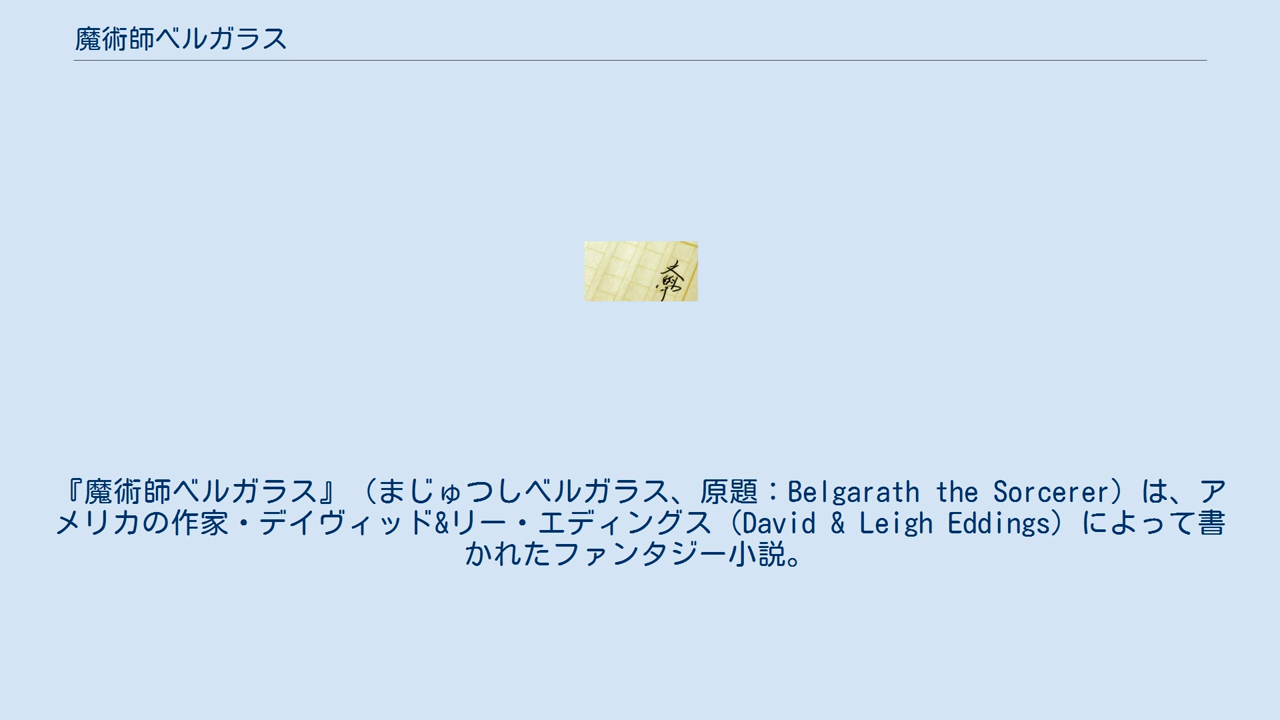 魔術師ベルガラス
『魔術師ベルガラス』（まじゅつしベルガラス、原題：Belgarath the Sorcerer）は、ア
メリカの作家・デイヴィッド&リー・エディングス（David & Leigh Eddings）によって書
かれたファンタジー小説。